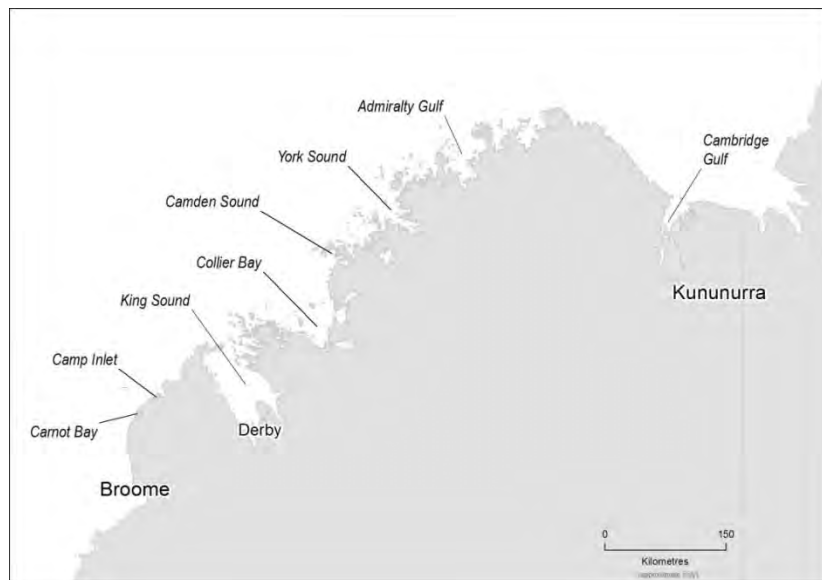 Admiralty Gulf
Cambridge
Gulf
York Sound
Camden Sound
Collier Bay
Kununurra
King Sound
Camp Inlet
Carnot Bay
Derby
Broome
0 150
Kilometres